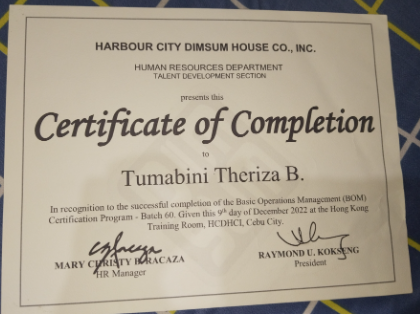 HARBOUR CITY DIMSUM HOUSE CO., INC.
HUMAN RESOURCES DEPARTMENT
TALENT DEVELOPMENT SECTION
presents this
Certificate of Completion
to
Tumabini Theriza B.
In recognition to the successful completion of the Basic Operations Management (BOM)
Certification Program - Batch 60. Given this 9th day of December 2022 at the Hong Kong
Training Room, HCDHCI, Cebu City.
MARY CHRISTY B. RACAZA
HR Manager
RAYMOND U. KOKSENG
President